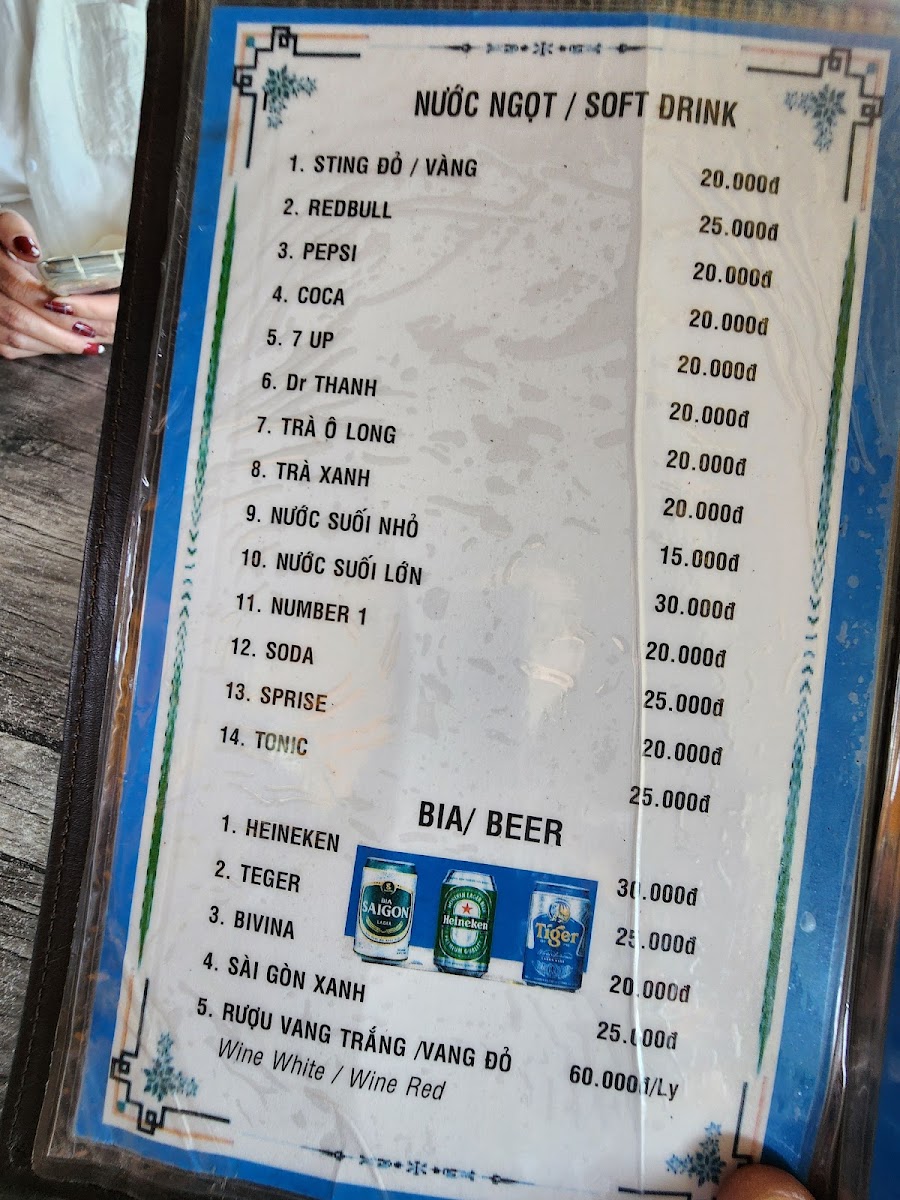 NƯỚC NGỌT / SOFT ĐRINK
1. STING ĐỎ / VÀNG 20.000đ
2. REDBULL 25.000đ
3. PEPSI 20.000đ
4. COCA 20.000đ
5. 7 UP 20.000đ
6. Dr THANH 20.000đ
7. TRÀ Ô LONG 20.000đ
8. TRÀ XANH 20.000đ
9. NƯỚC SUỐI NHỎ 15.000đ
10. NƯỚC SUỐI LỚN 30.000đ
11. NUMBER 1 20.000đ
12. SODA 25.000đ
13. SPRISE 20.000đ
14. TONIC 25.000đ
BIA/ BEER
1. HEINEKEN 30.000đ
2. TEGER 25.000đ
3. BIVINA 20.000đ
4. SÀI GÒN XANH 25.000đ
5. RƯỢU VANG TRẮNG /VANG ĐỎ 60.000đ/Ly
Wine White / Wine Red
BIA
SAIGON
LAGER
Heineken
Tiger